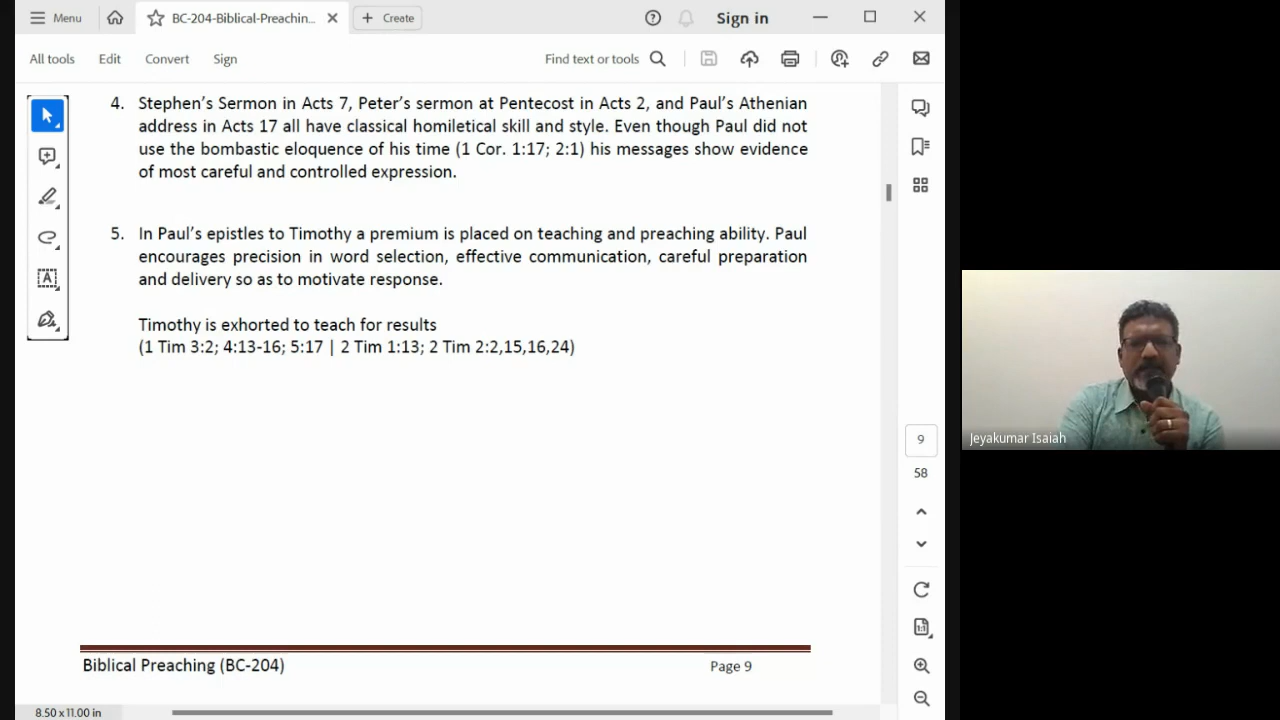 Menu
BC-204-Biblical-Preachin...
Create
Sign in
All tools
Edit
Convert
Sign
Find text or tools
4. Stephen’s Sermon in Acts 7, Peter’s sermon at Pentecost in Acts 2, and Paul’s Athenian
address in Acts 17 all have classical homiletical skill and style. Even though Paul did not
use the bombastic eloquence of his time (1 Cor. 1:17; 2:1) his messages show evidence
of most careful and controlled expression.
5. In Paul’s epistles to Timothy a premium is placed on teaching and preaching ability. Paul
encourages precision in word selection, effective communication, careful preparation
and delivery so as to motivate response.
Timothy is exhorted to teach for results
(1 Tim 3:2; 4:13-16; 5:17 | 2 Tim 1:13; 2 Tim 2:2,15,16,24)
Jeyakumar Isaiah
9
58
1:1
Biblical Preaching (BC-204)
Page 9
8.50 x 11.00 in